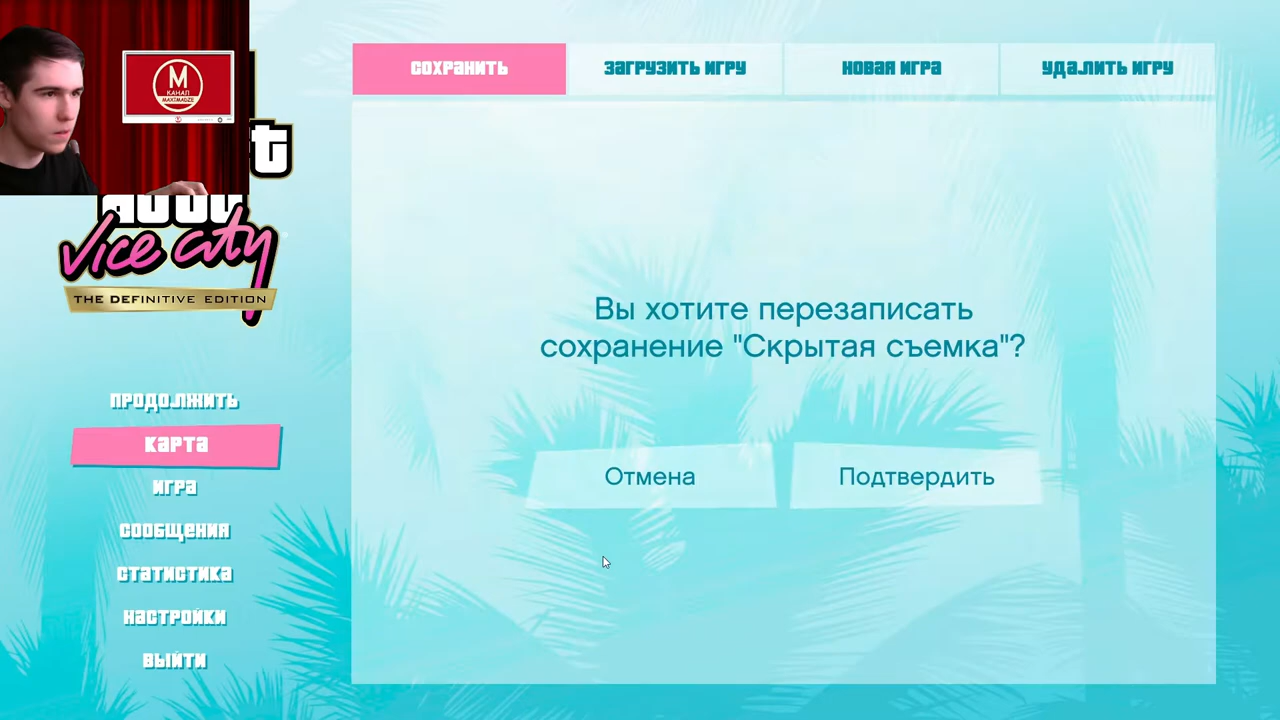 М
КАНАЛ
MAXIMADZE
t
Auto
Vice City
THE DEFINITIVE EDITION
СОХРАНИТЬ
ЗАГРУЗИТЬ ИГРУ
НОВАЯ ИГРА
УДАЛИТЬ ИГРУ
Вы хотите перезаписать
сохранение "Скрытая съемка"?
Отмена
Подтвердить
ПРОДОЛЖИТЬ
КАРТА
ИГРА
СООБЩЕНИЯ
СТАТИСТИКА
НАСТРОЙКИ
ВЫЙТИ